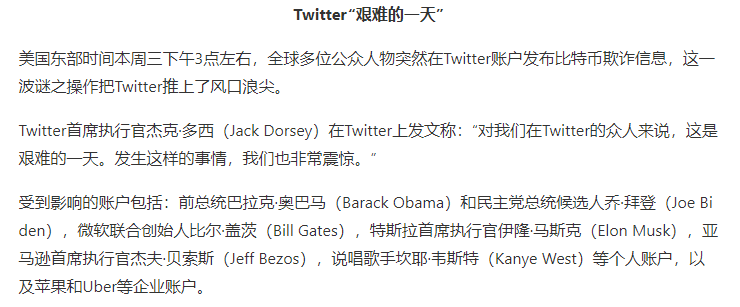 Twitter“艰难的一天”
美国东部时间本周三下午3点左右，全球多位公众人物突然在Twitter账户发布比特币欺诈信息，这一
波谜之操作把Twitter推上了风口浪尖。
Twitter首席执行官杰克·多西（Jack Dorsey）在Twitter上发文称：“对我们在Twitter的众人来说，这是
艰难的一天。发生这样的事情，我们也非常震惊。”
受到影响的账户包括：前总统巴拉克·奥巴马（Barack Obama）和民主党总统候选人乔·拜登（Joe Bi
den），微软联合创始人比尔·盖茨（Bill Gates），特斯拉首席执行官伊隆·马斯克（Elon Musk），亚
马逊首席执行官杰夫·贝索斯（Jeff Bezos），说唱歌手坎耶·韦斯特（Kanye West）等个人账户，以
及苹果和Uber等企业账户。